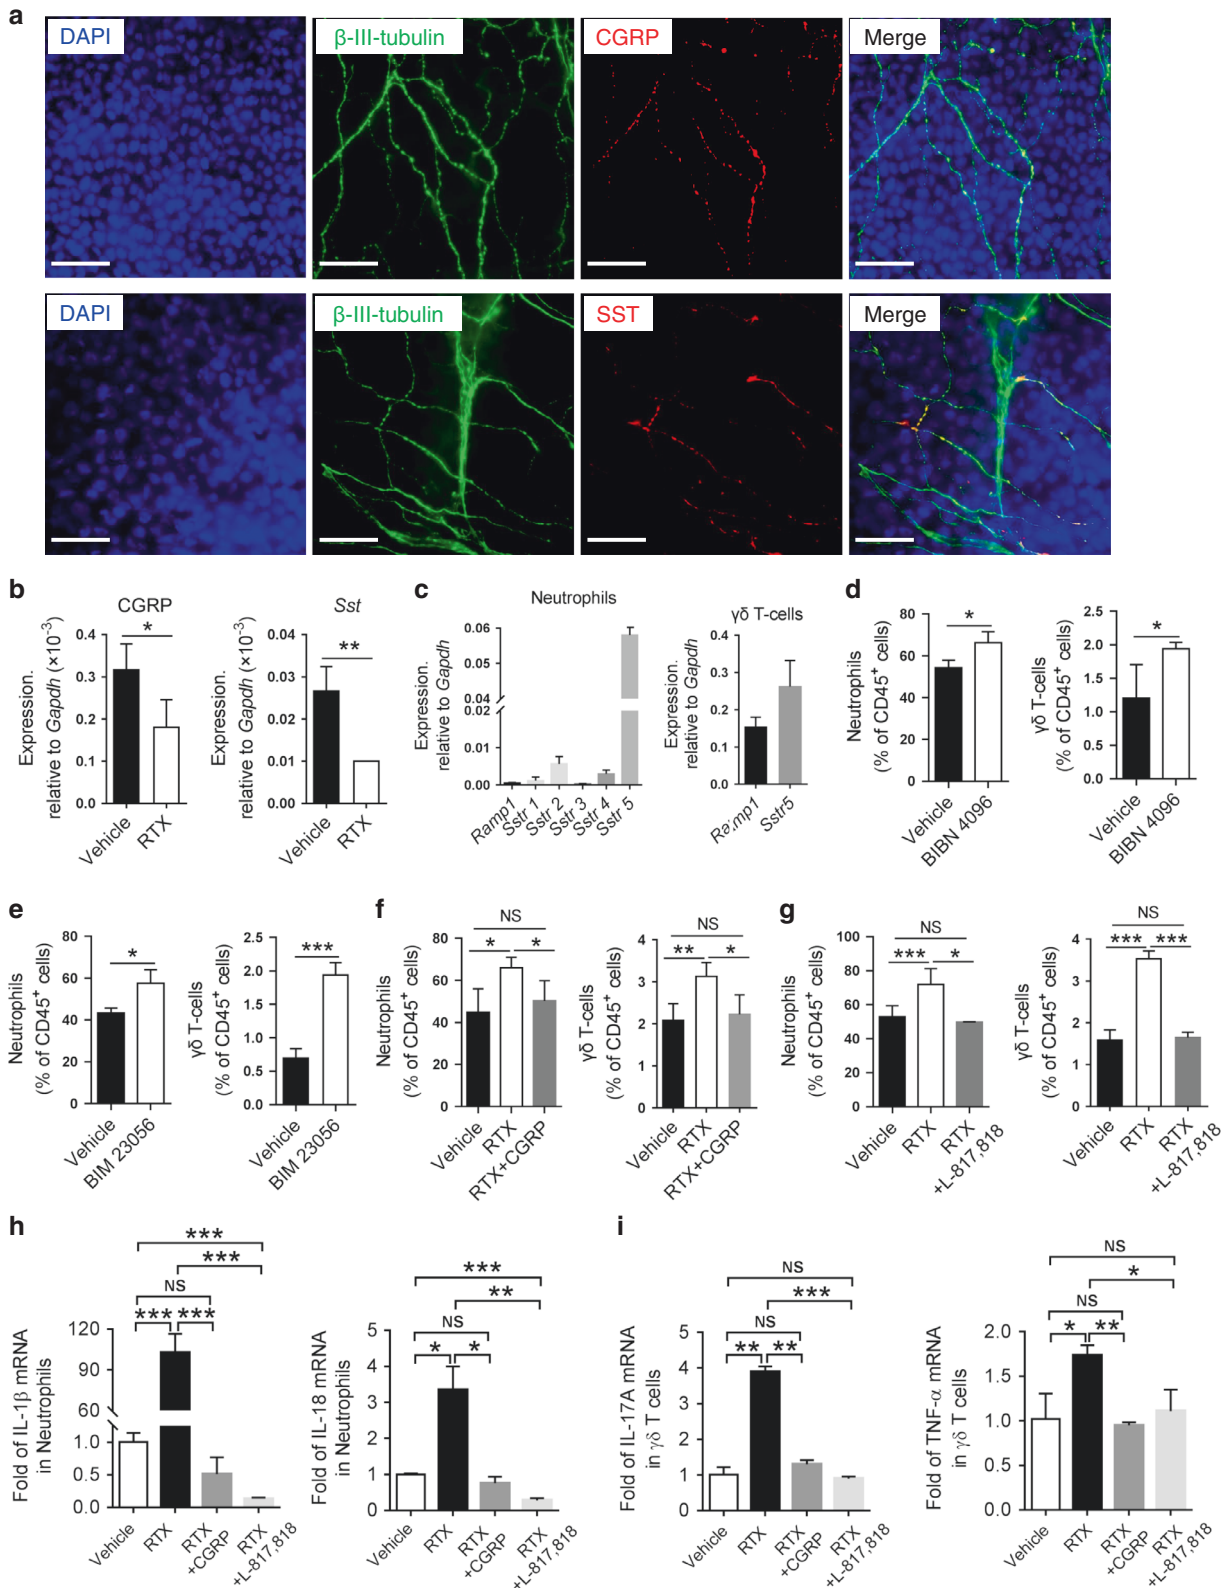 a
DAPI
β-III-tubulin
CGRP
Merge
DAPI
β-III-tubulin
SST
Merge
b
CGRP
Expression.
relative to Gapdh (×10⁻³)
0.4
0.3
0.2
0.1
0.0
*
Vehicle
RTX
Sst
Expression.
relative to Gapdh (×10⁻³)
0.04
0.03
0.02
0.01
0.00
**
Vehicle
RTX
c
Neutrophils
Expression.
relative to Gapdh
0.06
0.05
0.04
0.02
0.01
0.00
Ramp1
Sstr 1
Sstr 2
Sstr 3
Sstr 4
Sstr 5
γδ T-cells
Expression.
relative to Gapdh
0.4
0.3
0.2
0.1
0.0
Ramp1
Sstr5
d
Neutrophils
(% of CD45⁺ cells)
80
60
40
20
0
*
Vehicle
BIBN 4096
γδ T-cells
(% of CD45⁺ cells)
2.5
2.0
1.5
1.0
0.5
0.0
*
Vehicle
BIBN 4096
e
Neutrophils
(% of CD45⁺ cells)
80
60
40
20
0
*
Vehicle
BIM 23056
γδ T-cells
(% of CD45⁺ cells)
2.5
2.0
1.5
1.0
0.5
0.0
***
Vehicle
BIM 23056
f
Neutrophils
(% of CD45⁺ cells)
80
60
40
20
0
NS
* *
Vehicle
RTX
RTX+CGRP
γδ T-cells
(% of CD45⁺ cells)
4
3
2
1
0
NS
** *
Vehicle
RTX
RTX+CGRP
g
Neutrophils
(% of CD45⁺ cells)
100
80
60
40
20
0
NS
*** *
Vehicle
RTX
RTX
+L-817,818
γδ T-cells
(% of CD45⁺ cells)
4
3
2
1
0
NS
*** ***
Vehicle
RTX
RTX
+L-817,818
h
Fold of IL-1β mRNA
in Neutrophils
120
90
60
1.0
0.5
0.0
***
***
NS
*** ***
Vehicle
RTX
RTX
+CGRP
RTX
+L-817,818
Fold of IL-18 mRNA
in Neutrophils
5
4
3
2
1
0
***
**
NS
* *
Vehicle
RTX
RTX
+CGRP
RTX
+L-817,818
i
Fold of IL-17A mRNA
in γδ T cells
5
4
3
2
1
0
NS
***
NS
** **
Vehicle
RTX
RTX
+CGRP
RTX
+L-817,818
Fold of TNF-α mRNA
in γδ T cells
2.0
1.5
1.0
0.5
0.0
NS
*
NS
* **
Vehicle
RTX
RTX
+CGRP
RTX
+L-817,818